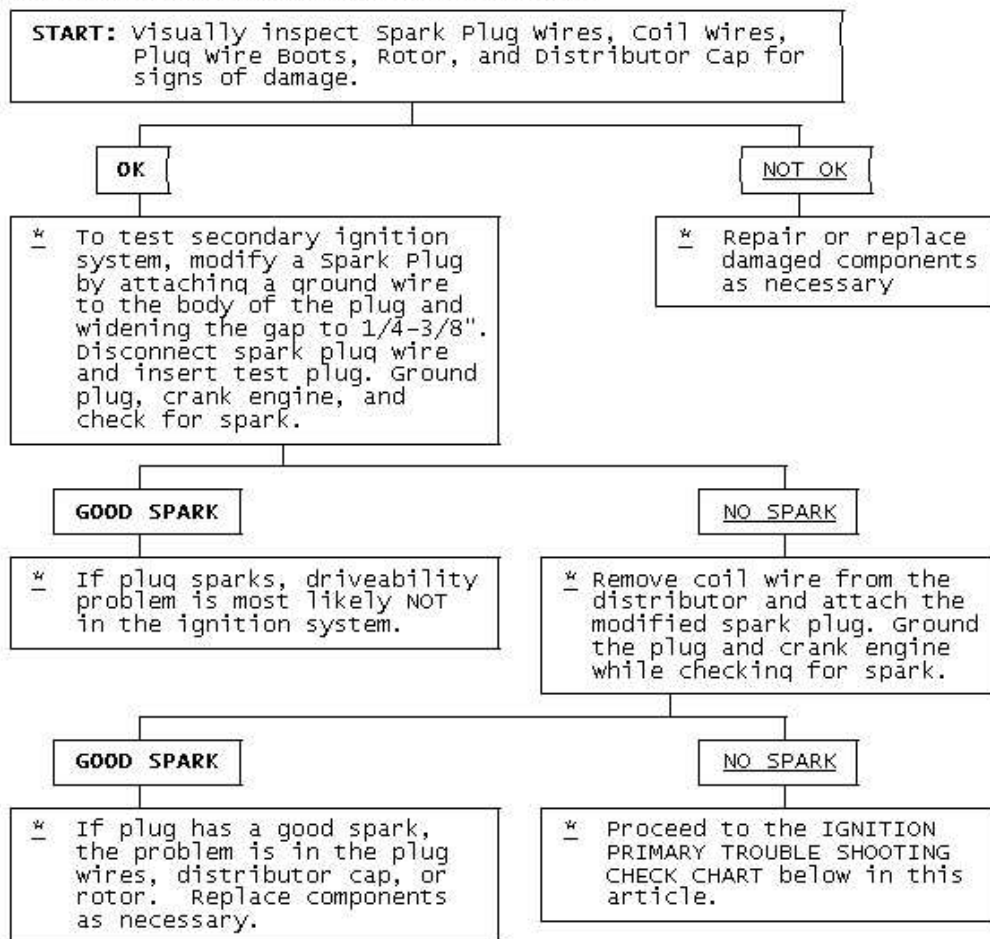 START: Visually inspect Spark Plug Wires, Coil Wires,
Plug Wire Boots, Rotor, and Distributor Cap for
signs of damage.
OK
NOT OK
* To test secondary ignition
system, modify a Spark Plug
by attaching a ground wire
to the body of the plug and
widening the gap to 1/4-3/8".
Disconnect spark plug wire
and insert test plug. Ground
plug, crank engine, and
check for spark.
* Repair or replace
damaged components
as necessary
GOOD SPARK
NO SPARK
* If plug sparks, driveability
problem is most likely NOT
in the ignition system.
* Remove coil wire from the
distributor and attach the
modified spark plug. Ground
the plug and crank engine
while checking for spark.
GOOD SPARK
NO SPARK
* If plug has a good spark,
the problem is in the plug
wires, distributor cap, or
rotor. Replace components
as necessary.
* Proceed to the IGNITION
PRIMARY TROUBLE SHOOTING
CHECK CHART below in this
article.